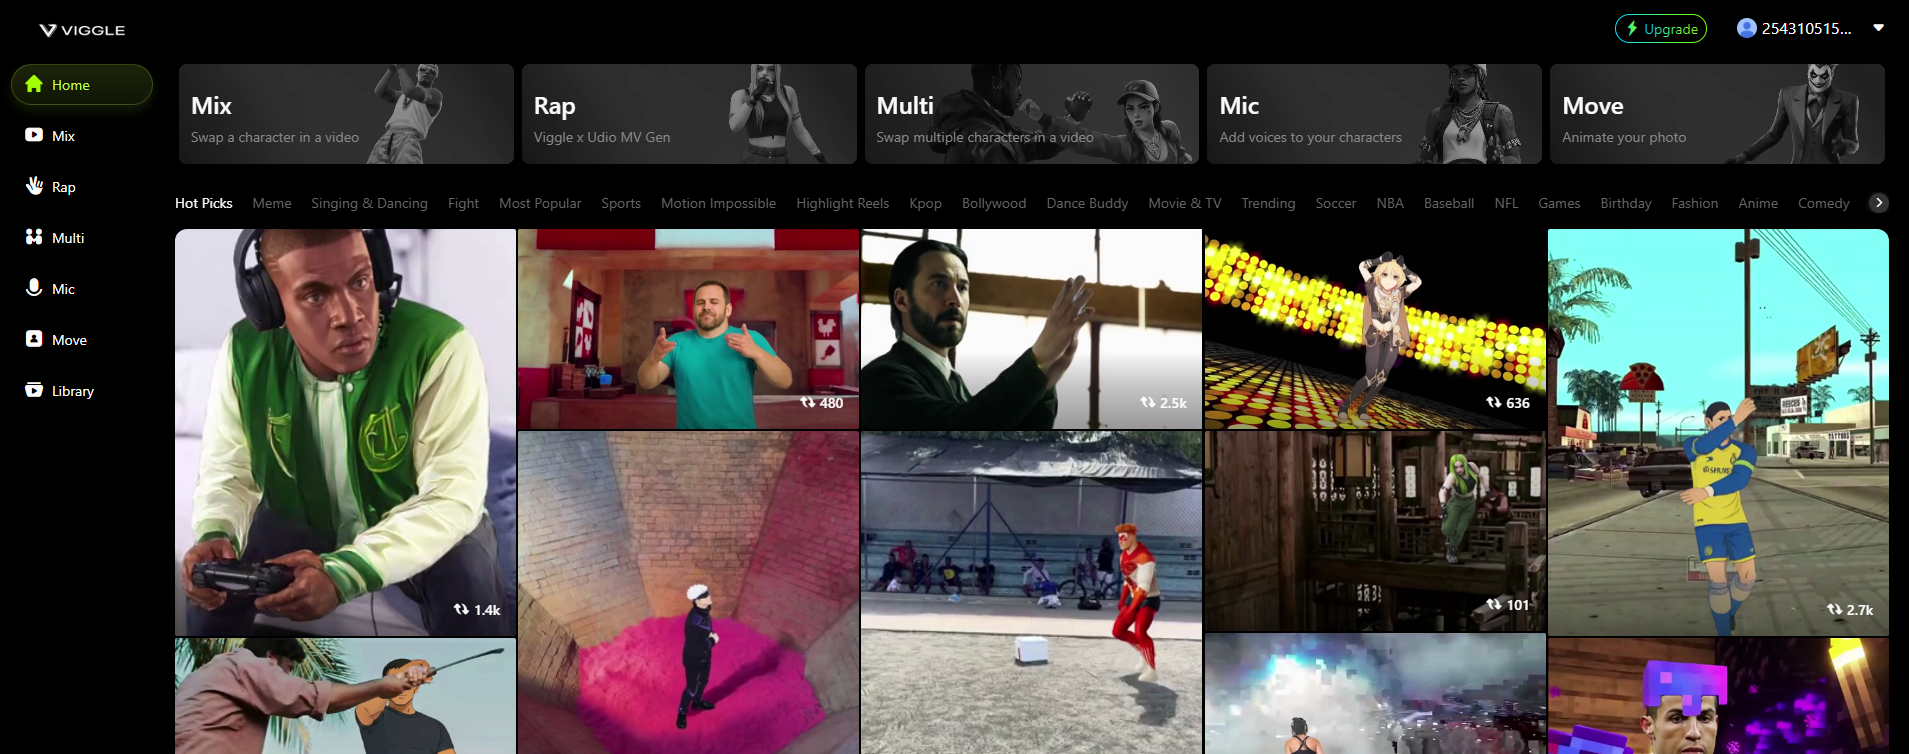 VIGGLE
Upgrade
254310515...
Home
Mix
Rap
Multi
Mic
Move
Library
Mix
Swap a character in a video
Rap
Viggle x Udio MV Gen
Multi
Swap multiple characters in a video
Mic
Add voices to your characters
Move
Animate your photo
Hot Picks Meme Singing & Dancing Fight Most Popular Sports Motion Impossible Highlight Reels Kpop Bollywood Dance Buddy Movie & TV Trending Soccer NBA Baseball NFL Games Birthday Fashion Anime Comedy
480
2.5k
636
1.4k
101
2.7k
REECES
TATTOOS